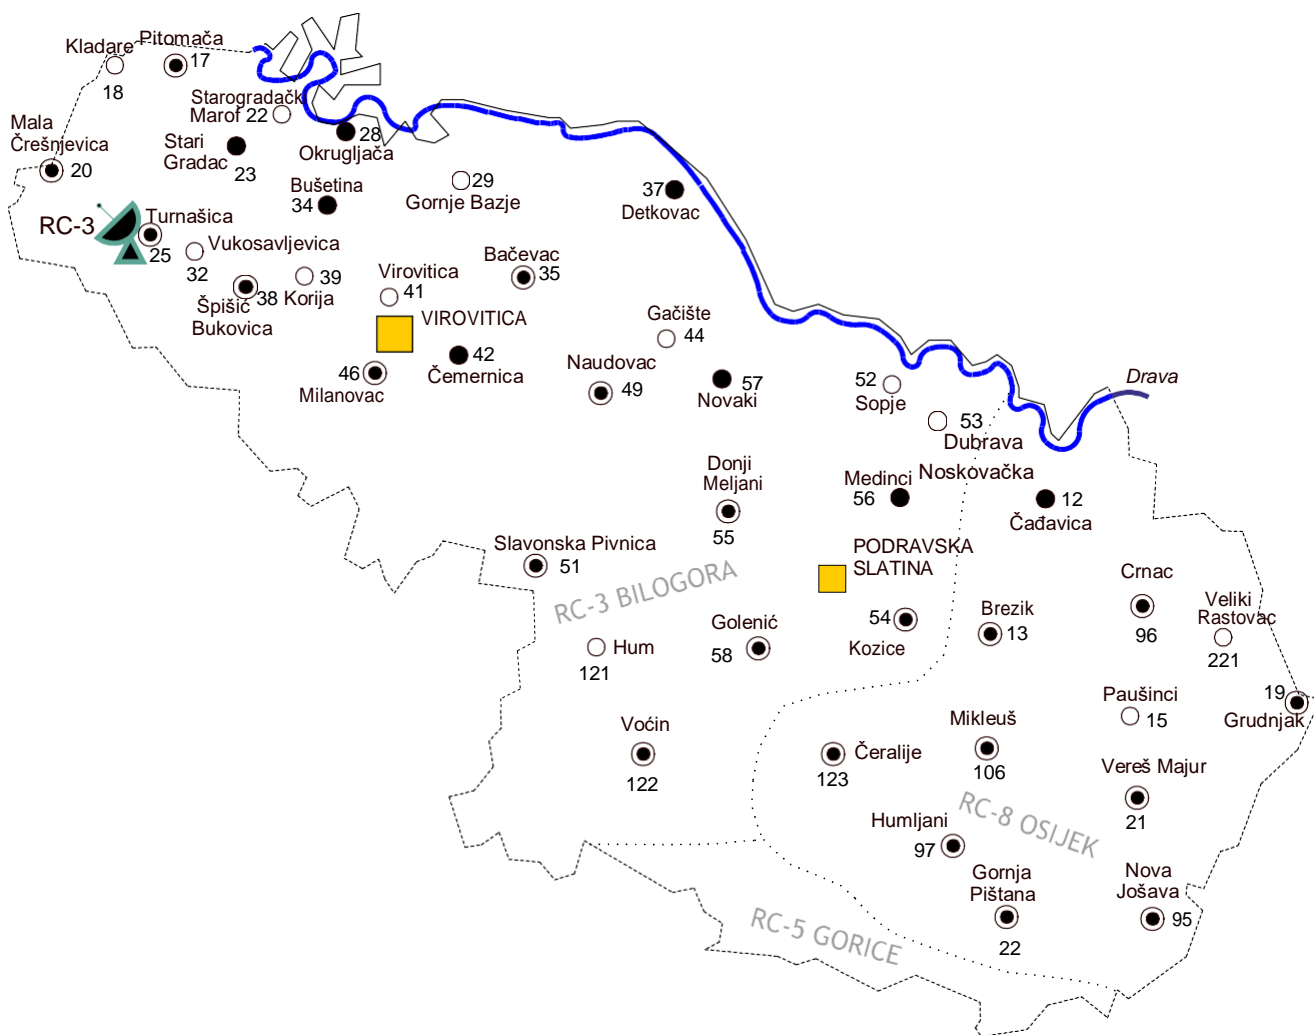 Kladare
18
Pitomača
17
Starogradačk
Marof 22
Mala
Črešnjevica
20
Stari
Gradac
23
28
Okrugljača
Bušetina
34
29
Gornje Bazje
37
Detkovac
RC-3
Turnašica
25
Vukosavljevica
32
38
Špišić
Bukovica
39
Korija
Virovitica
41
VIROVITICA
Bačevac
35
42
Čemernica
46
Milanovac
Gačište
44
Naudovac
49
57
Novaki
52
Sopje
53
Dubrava
Noskovačka
Drava
Donji
Meljani
55
Medinci
56
12
Čađavica
Slavonska Pivnica
51
PODRAVSKA
SLATINA
RC-3 BILOGORA
Golenić
58
54
Kozice
Brezik
13
Crnac
96
Veliki
Rastovac
221
Hum
121
19
Grudnjak
Paušinci
15
Voćin
122
Čeralije
123
Mikleuš
106
Vereš Majur
21
RC-8 OSIJEK
Humljani
97
Gornja
Pištana
22
Nova
Jošava
95
RC-5 GORICE